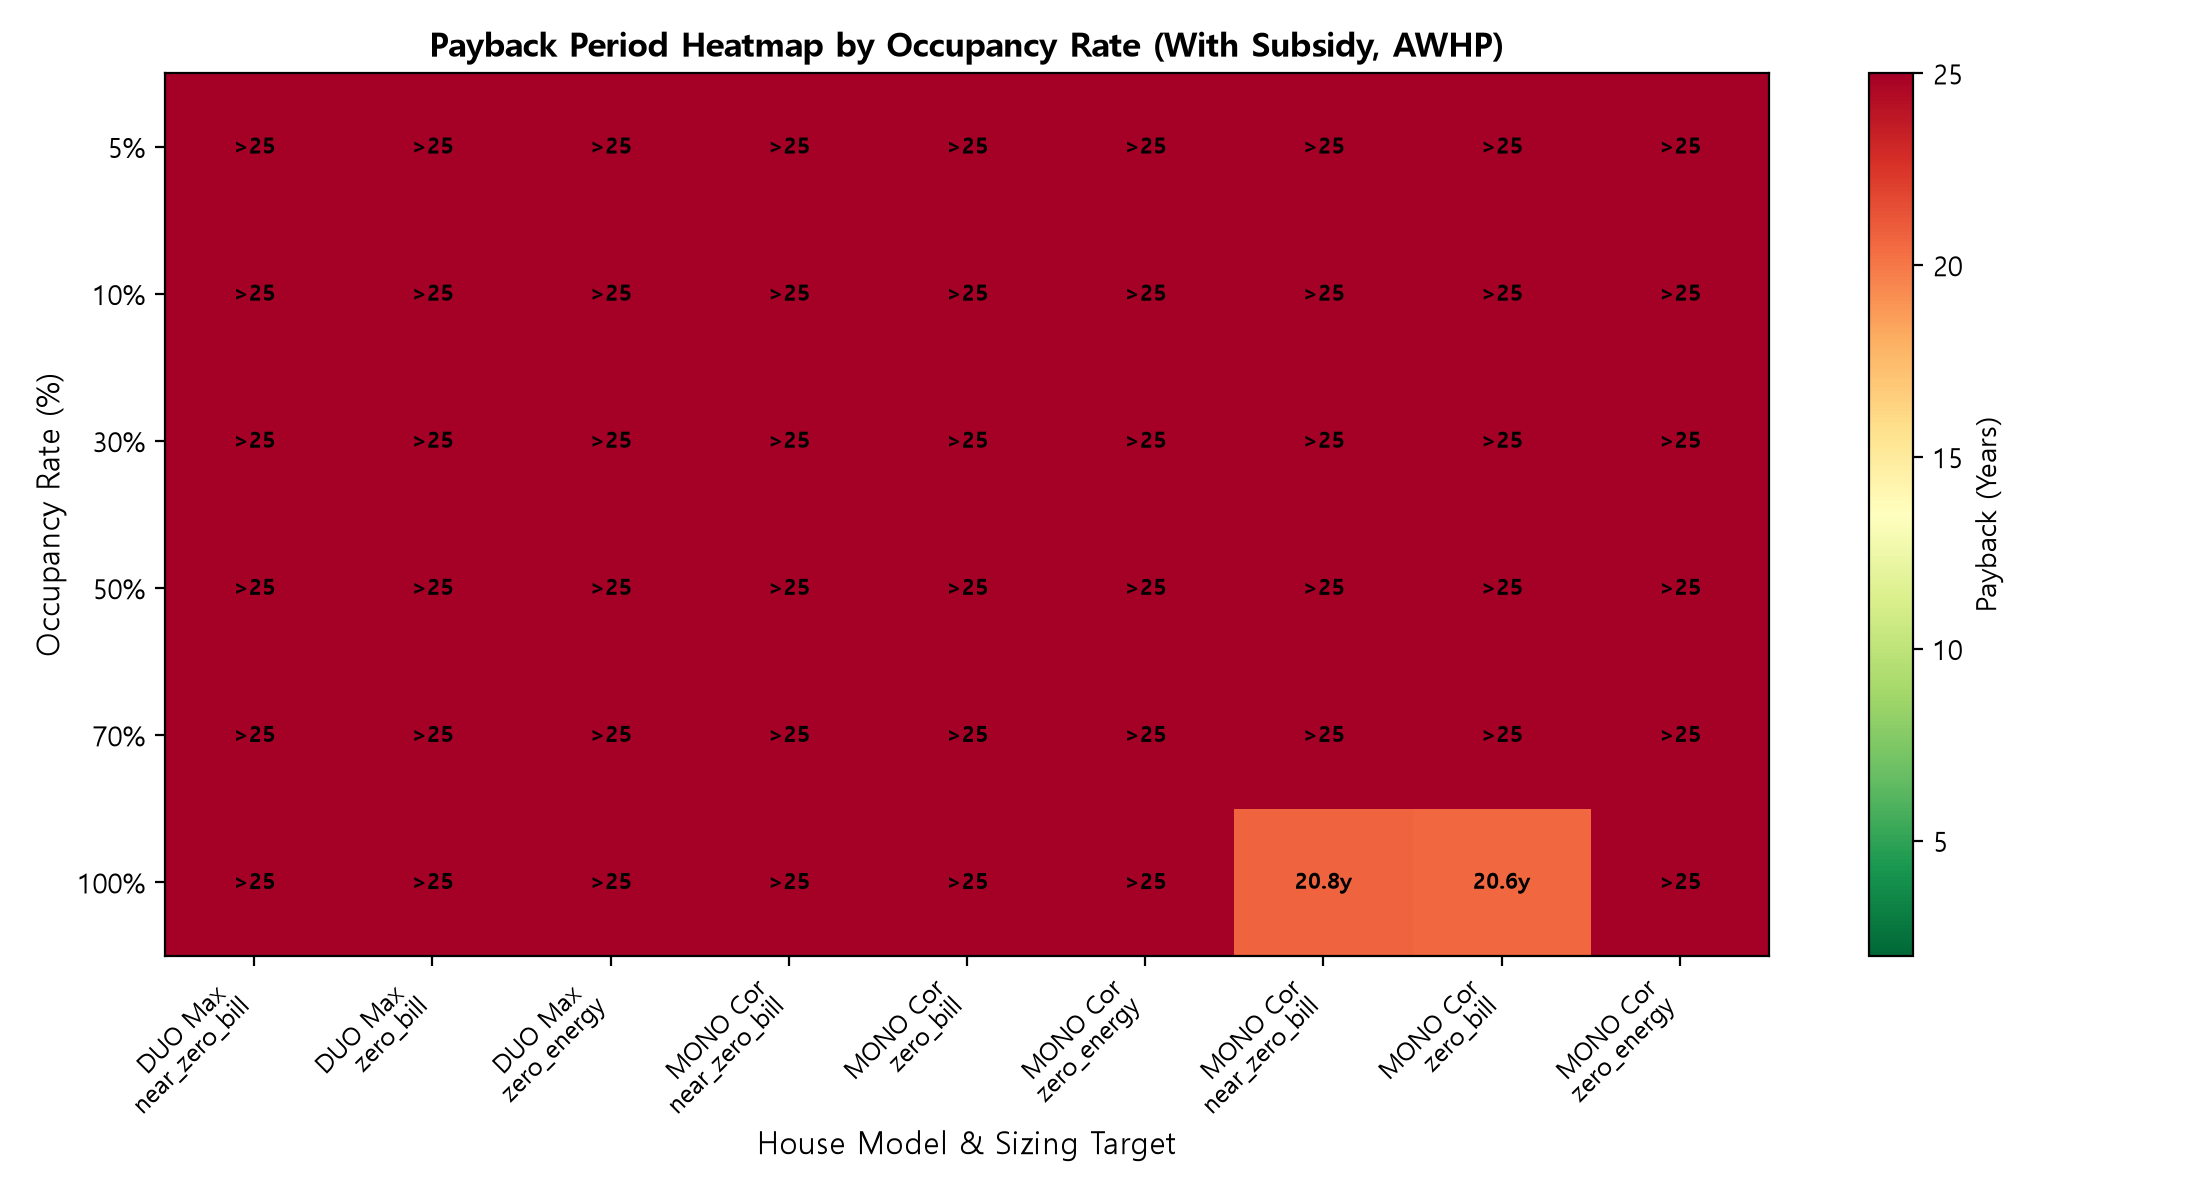 Payback Period Heatmap by Occupancy Rate (With Subsidy, AWHP)
Occupancy Rate (%)
5% >25 >25 >25 >25 >25 >25 >25 >25 >25
10% >25 >25 >25 >25 >25 >25 >25 >25 >25
30% >25 >25 >25 >25 >25 >25 >25 >25 >25
50% >25 >25 >25 >25 >25 >25 >25 >25 >25
70% >25 >25 >25 >25 >25 >25 >25 >25 >25
100% >25 >25 >25 >25 >25 >25 20.8y 20.6y >25
DUO Max
near_zero_bill
DUO Max
zero_bill
DUO Max
zero_energy
MONO Cor
near_zero_bill
MONO Cor
zero_bill
MONO Cor
zero_energy
MONO Cor
near_zero_bill
MONO Cor
zero_bill
MONO Cor
zero_energy
House Model & Sizing Target
25
20
15
10
5
Payback (Years)